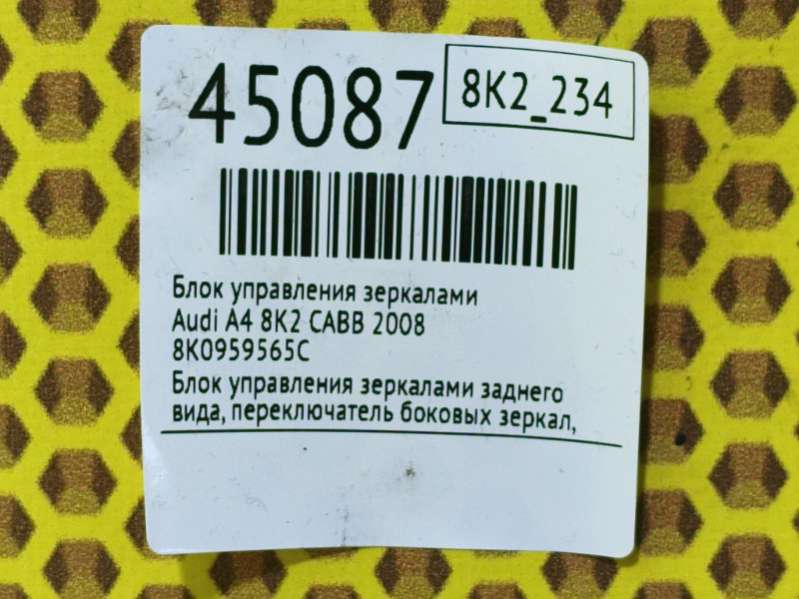 45087
8K2_234
Блок управления зеркалами
Audi A4 8K2 CABB 2008
8K0959565C
Блок управления зеркалами заднего
вида, переключатель боковых зеркал,